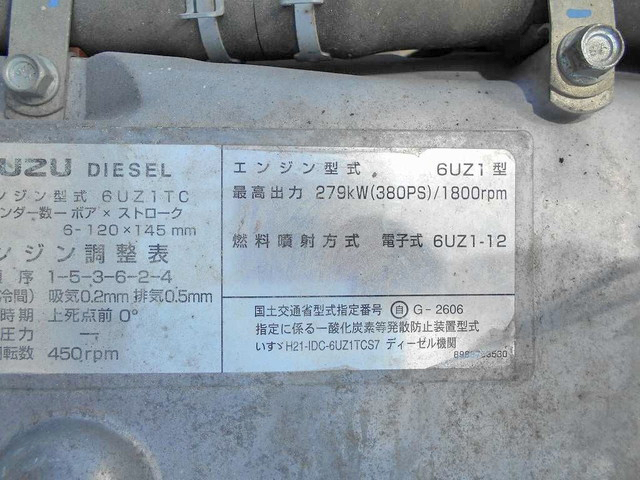 UZU DIESEL
ンジン型式 6UZ1TC
ンダー数ーボア×ストローク
6-120×145mm
ンジン調整表
順序 1-5-3-6-2-4
冷間) 吸気0.2mm 排気0.5mm
時期 上死点前 0°
圧力 —
転数 450rpm
エンジン型式 6UZ1型
最高出力 279kW(380PS)/1800rpm
燃料噴射方式 電子式 6UZ1-12
国土交通省型式指定番号 自 G-2606
指定に係る一酸化炭素等発散防止装置型式
いすゞH21-IDC-6UZ1TCS7 ディーゼル機関